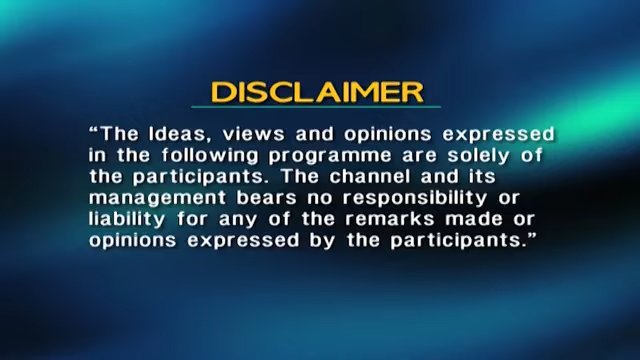 DISCLAIMER
“The Ideas, views and opinions expressed
in the following programme are solely of
the participants. The channel and its
management bears no responsibility or
liability for any of the remarks made or
opinions expressed by the participants.”